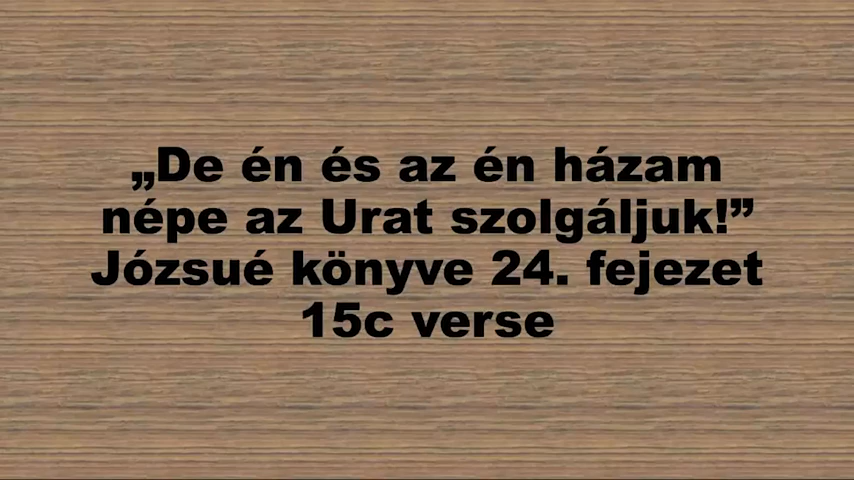 „De én és az én házam
népe az Urat szolgáljuk!”
Józsué könyve 24. fejezet
15c verse